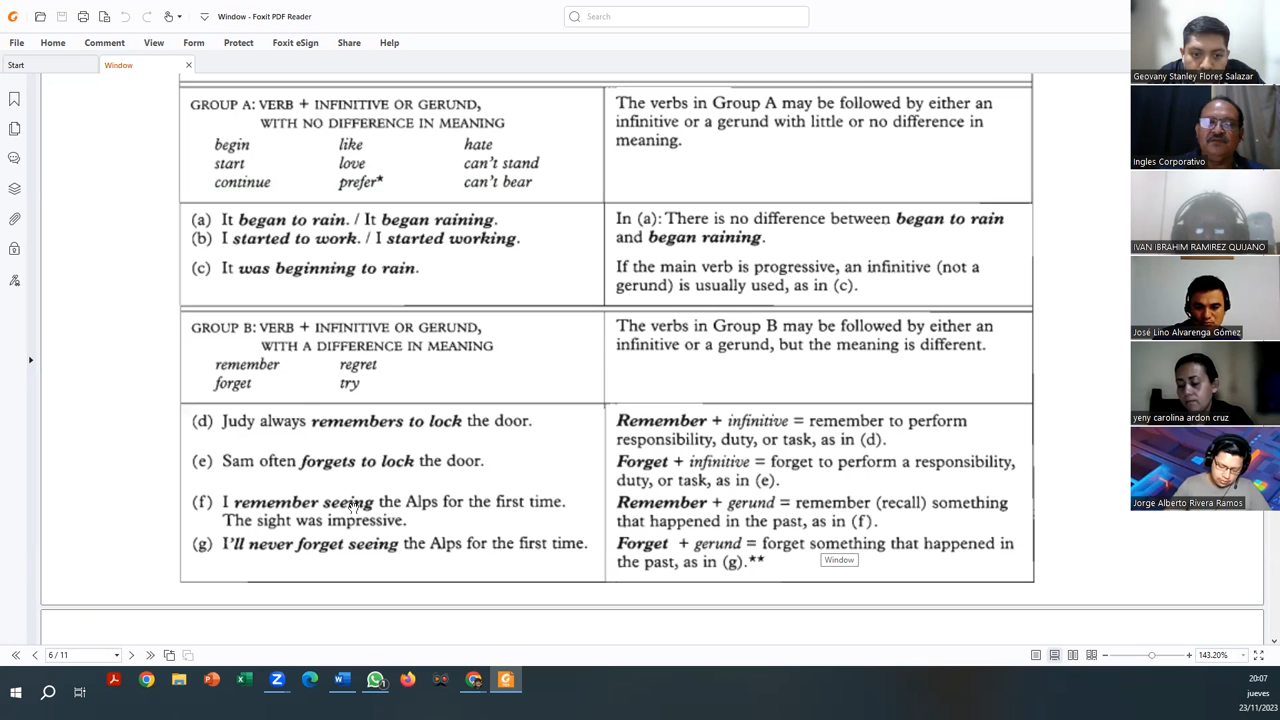 Window - Foxit PDF Reader
Search
File Home Comment View Form Protect Foxit eSign Share Help
Start
Window
GROUP A: VERB + INFINITIVE OR GERUND,
WITH NO DIFFERENCE IN MEANING
begin like hate
start love can't stand
continue prefer* can't bear
The verbs in Group A may be followed by either an
infinitive or a gerund with little or no difference in
meaning.
(a) It began to rain. / It began raining.
(b) I started to work. / I started working.
(c) It was beginning to rain.
In (a): There is no difference between began to rain
and began raining.
If the main verb is progressive, an infinitive (not a
gerund) is usually used, as in (c).
GROUP B: VERB + INFINITIVE OR GERUND,
WITH A DIFFERENCE IN MEANING
remember regret
forget try
The verbs in Group B may be followed by either an
infinitive or a gerund, but the meaning is different.
(d) Judy always remembers to lock the door.
(e) Sam often forgets to lock the door.
(f) I remember seeing the Alps for the first time.
The sight was impressive.
(g) I'll never forget seeing the Alps for the first time.
Remember + infinitive = remember to perform
responsibility, duty, or task, as in (d).
Forget + infinitive = forget to perform a responsibility,
duty, or task, as in (e).
Remember + gerund = remember (recall) something
that happened in the past, as in (f).
Forget + gerund = forget something that happened in
the past, as in (g).**
Window
Geovany Stanley Flores Salazar
Ingles Corporativo
IVAN IBRAHIM RAMIREZ QUIJANO
José Lino Alvarenga Gómez
yeny carolina ardon cruz
Jorge Alberto Rivera Ramos
6 / 11
143.20%
20:07
jueves
23/11/2023